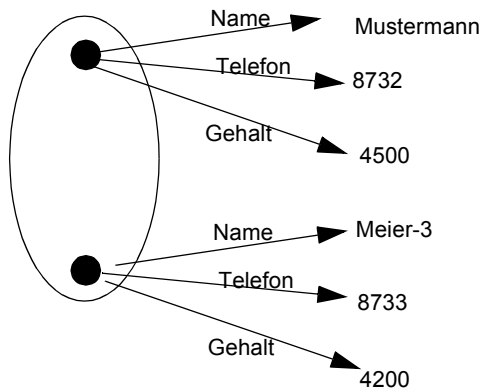 Name
Mustermann
Telefon
8732
Gehalt
4500
Name
Meier-3
Telefon
8733
Gehalt
4200